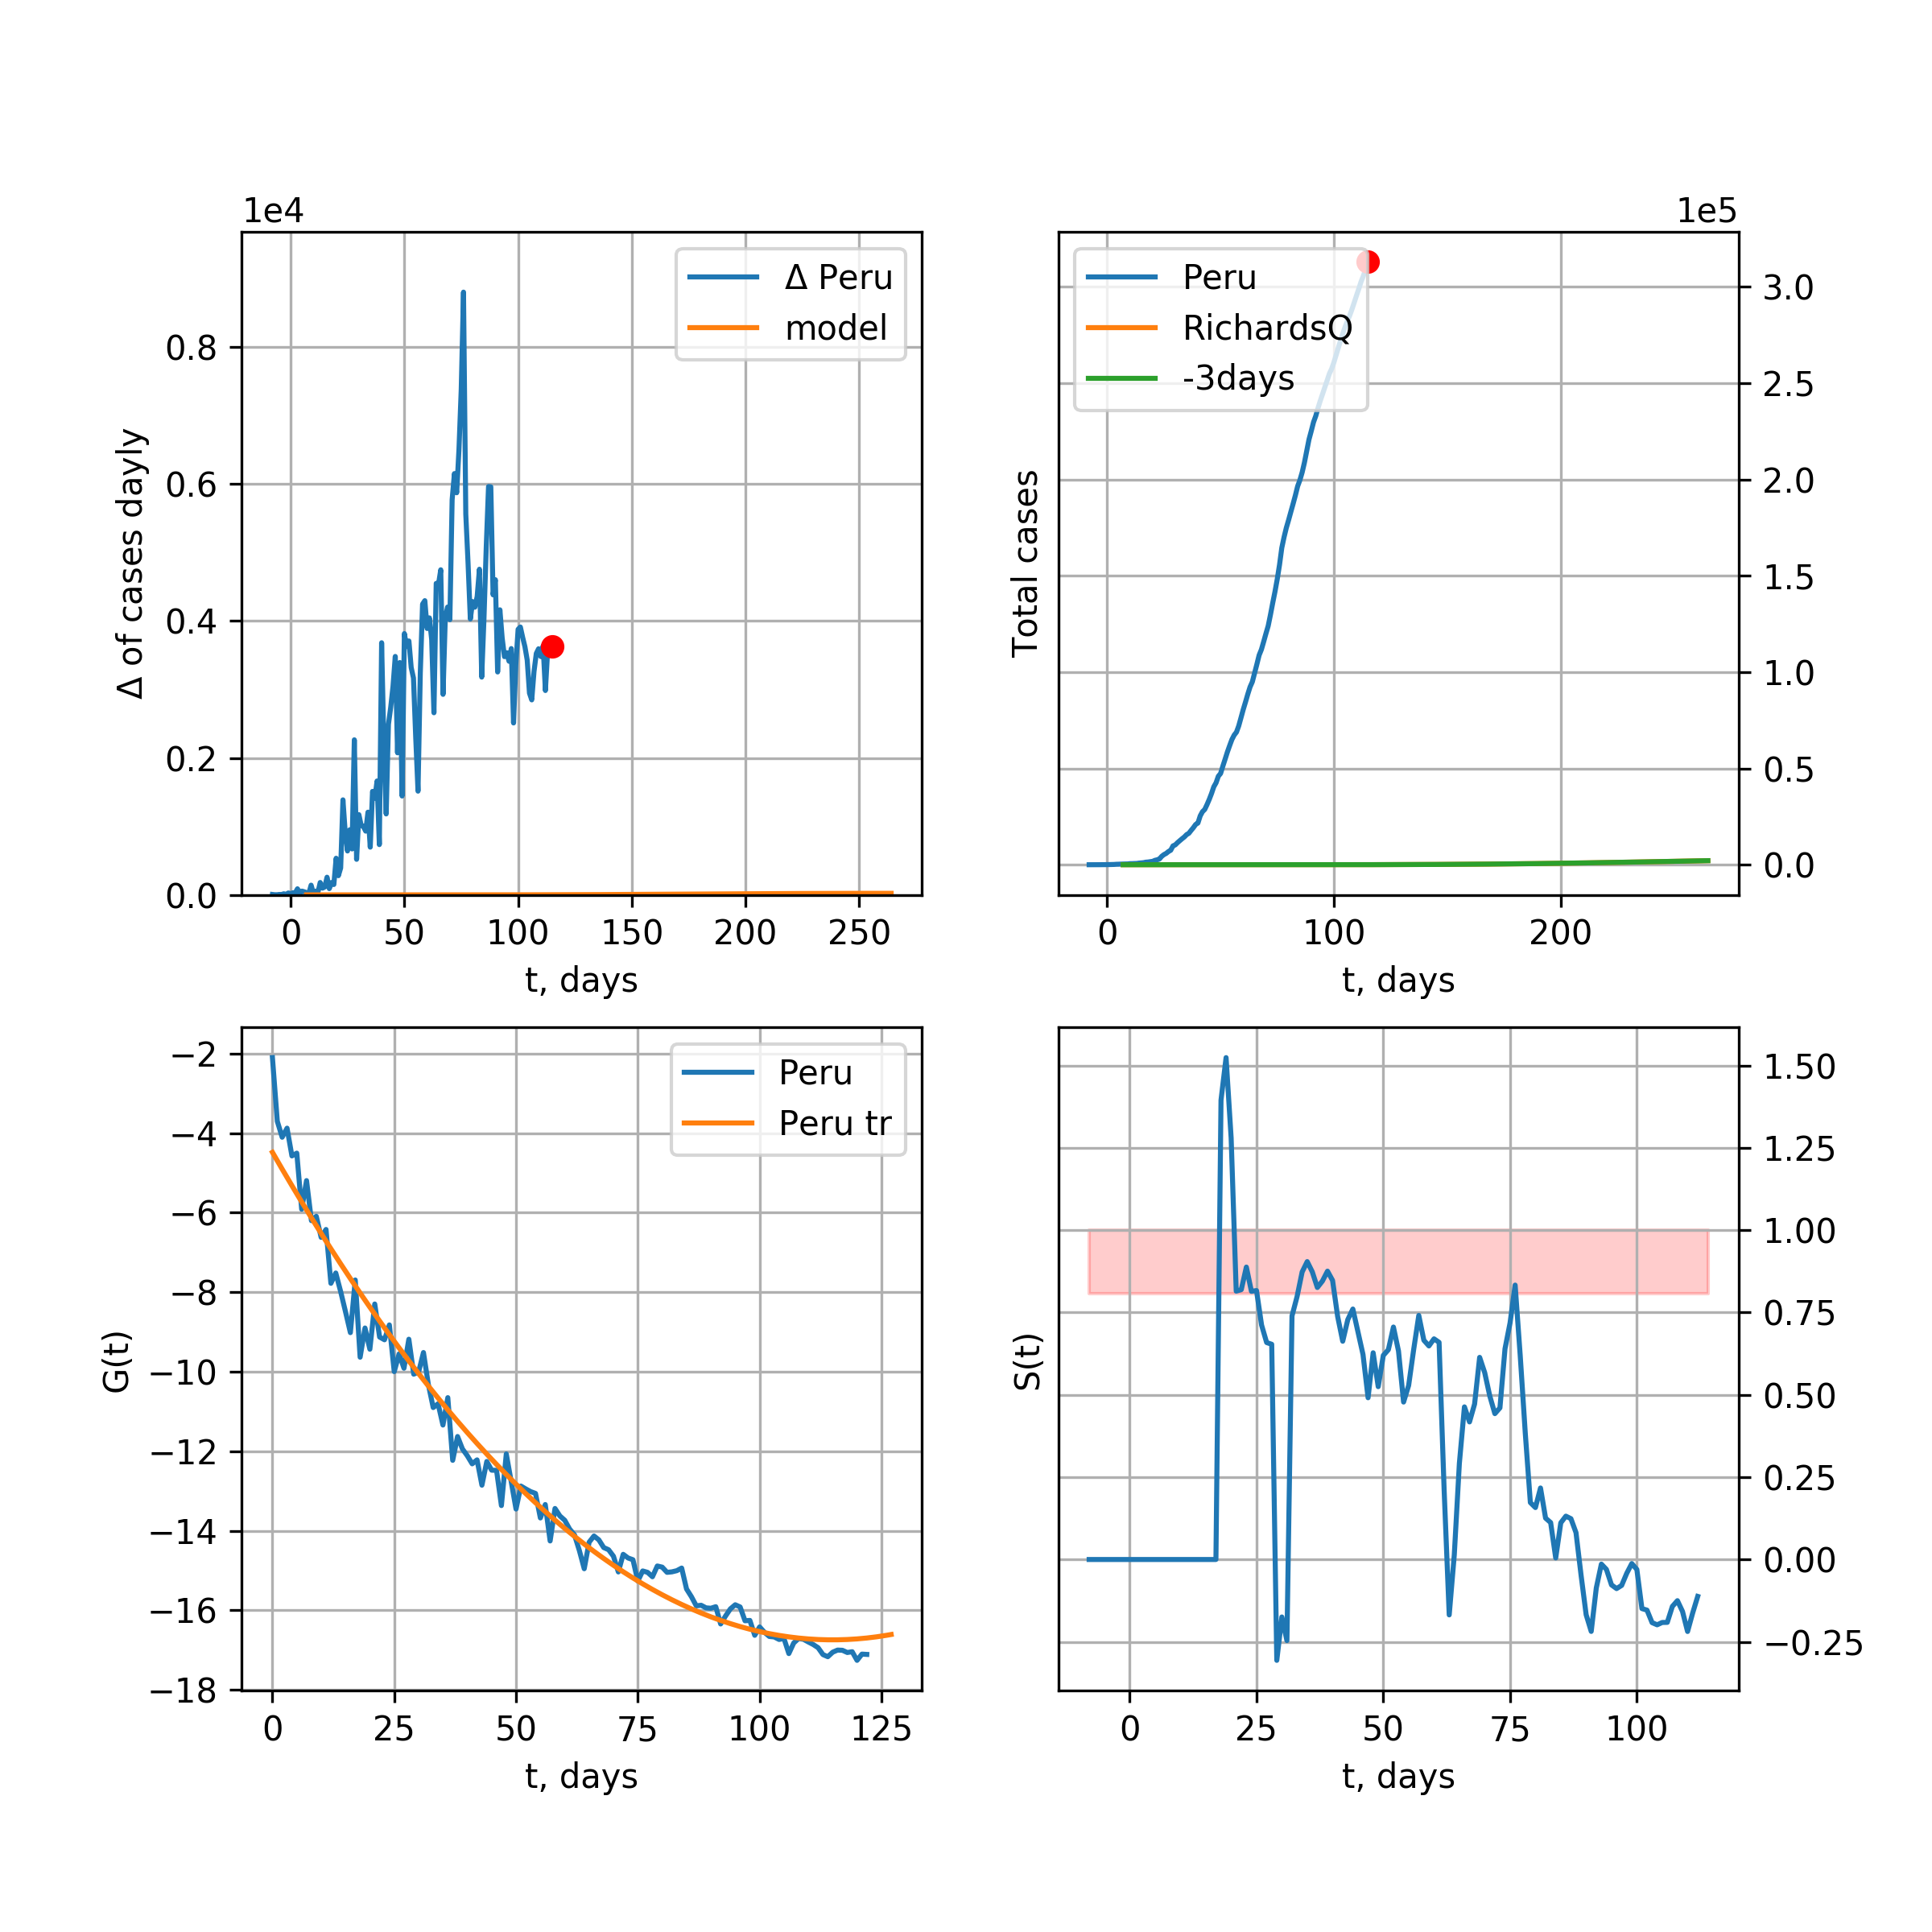 1e4
Δ of cases dayly
0.8
0.6
0.4
0.2
0.0
0 50 100 150 200 250
t, days
Δ Peru
model
1e5
Total cases
3.0
2.5
2.0
1.5
1.0
0.5
0.0
0 100 200
t, days
Peru
RichardsQ
-3days
G(t)
−2
−4
−6
−8
−10
−12
−14
−16
−18
0 25 50 75 100 125
t, days
Peru
Peru tr
S(t)
1.50
1.25
1.00
0.75
0.50
0.25
0.00
−0.25
0 25 50 75 100
t, days